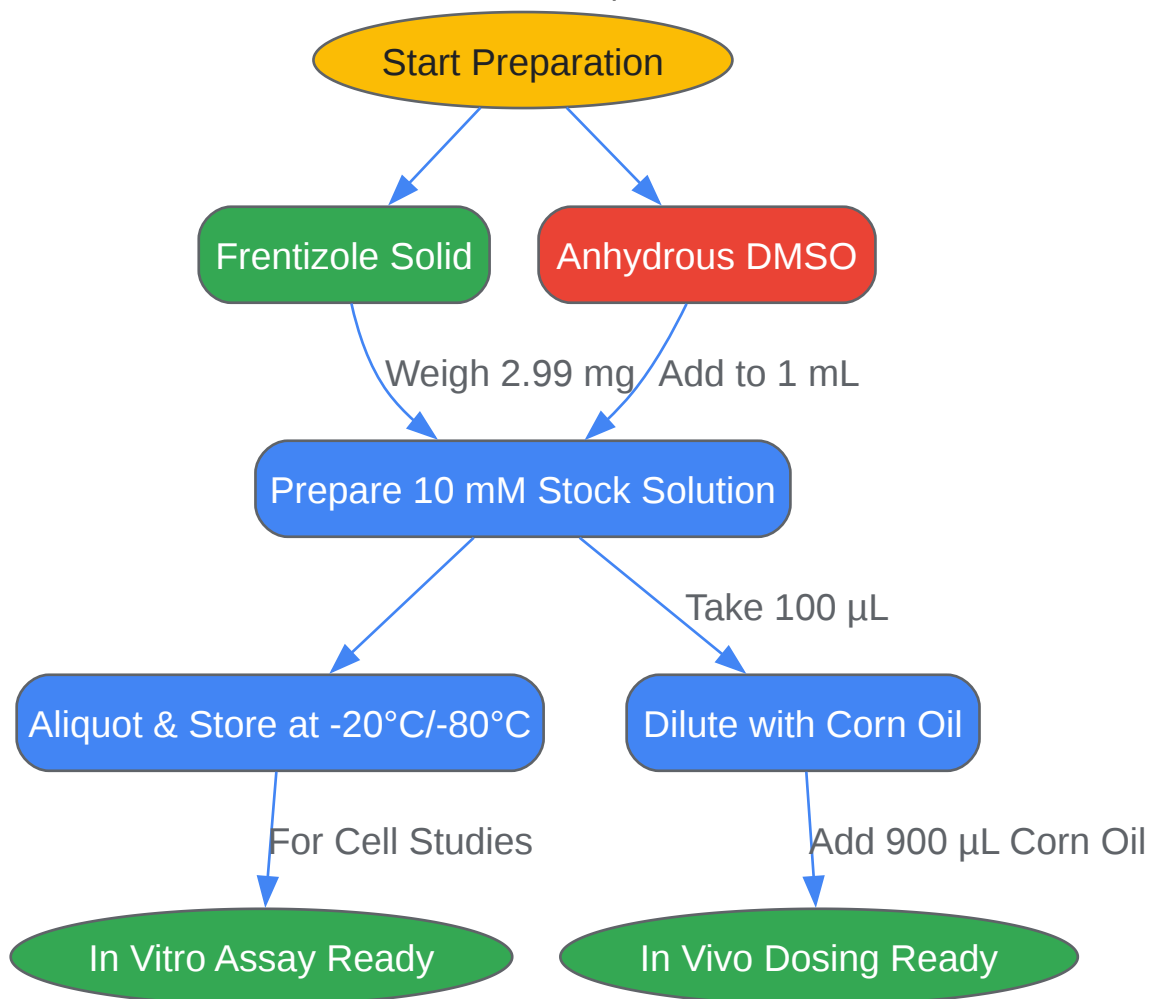 Start Preparation
Frentizole Solid
Anhydrous DMSO
Weigh 2.99 mg
Add to 1 mL
Prepare 10 mM Stock Solution
Take 100 µL
Aliquot & Store at -20°C/-80°C
Dilute with Corn Oil
For Cell Studies
Add 900 µL Corn Oil
In Vitro Assay Ready
In Vivo Dosing Ready